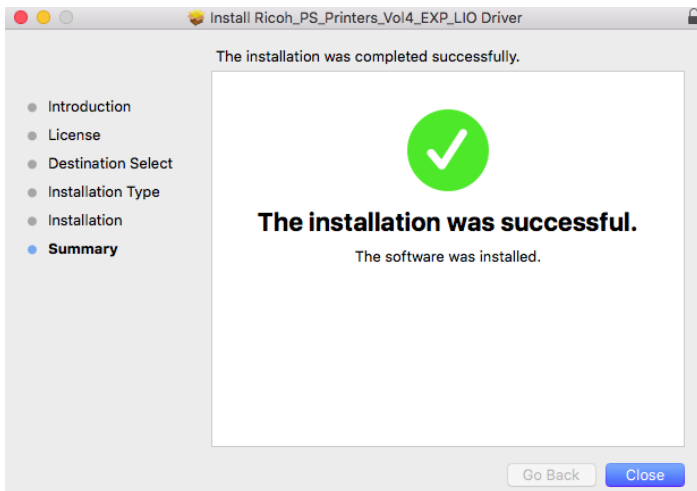 Install Ricoh_PS_Printers_Vol4_EXP_LIO Driver
The installation was completed successfully.
Introduction
License
Destination Select
Installation Type
Installation
Summary
The installation was successful.
The software was installed.
Go Back
Close